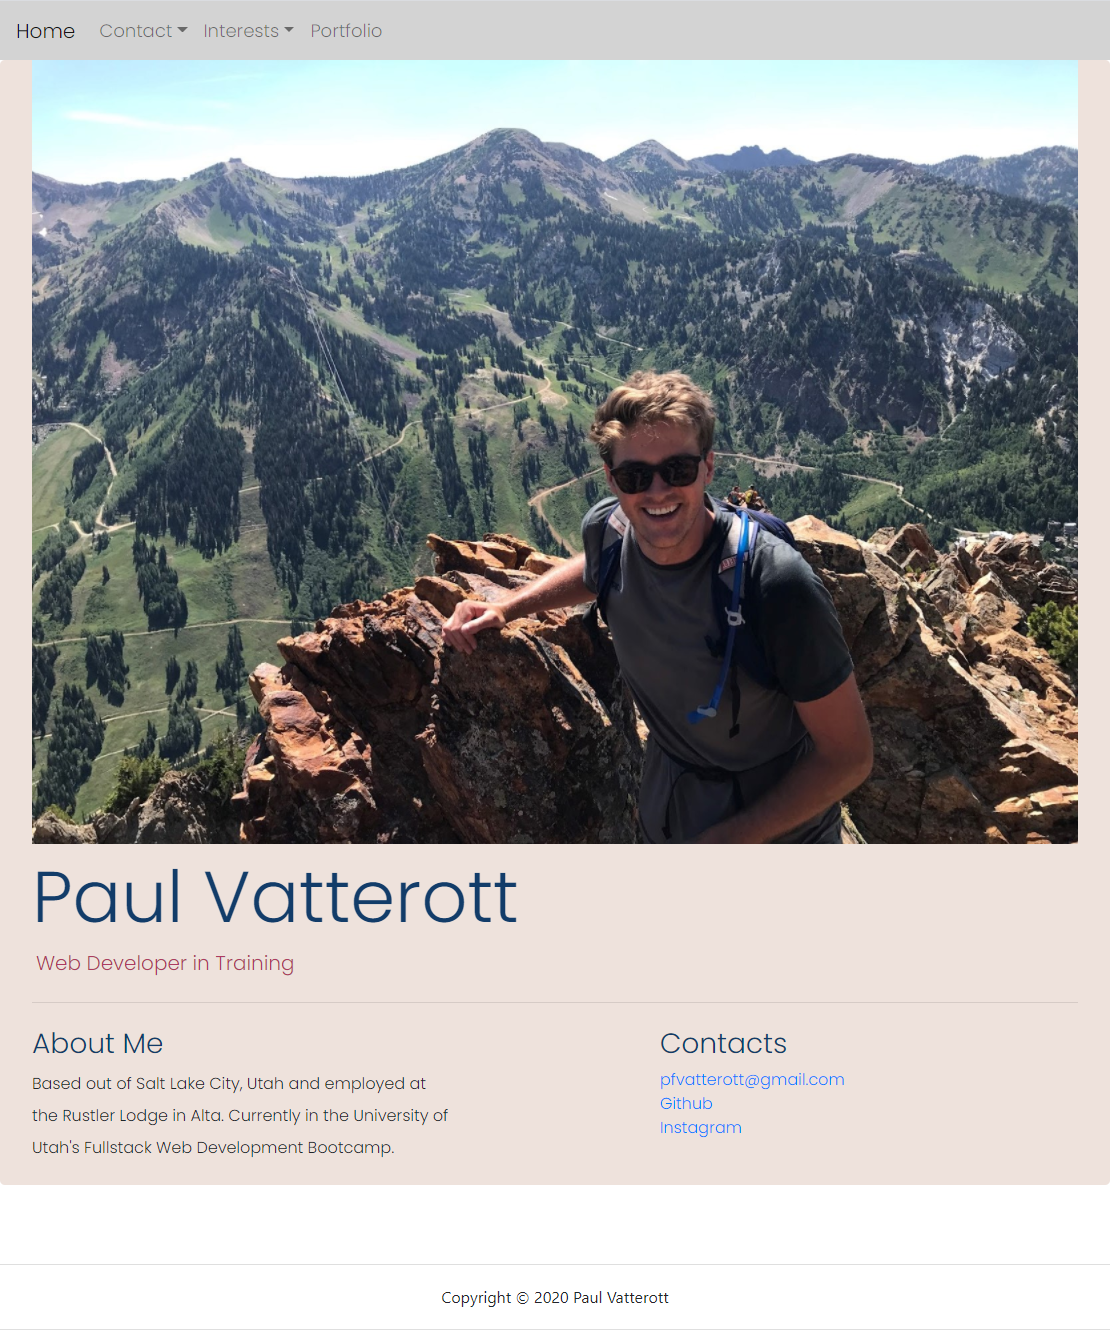 Home Contact Interests Portfolio
Paul Vatterott
Web Developer in Training
About Me
Based out of Salt Lake City, Utah and employed at
the Rustler Lodge in Alta. Currently in the University of
Utah's Fullstack Web Development Bootcamp.
Contacts
pfvatterott@gmail.com
Github
Instagram
Copyright © 2020 Paul Vatterott